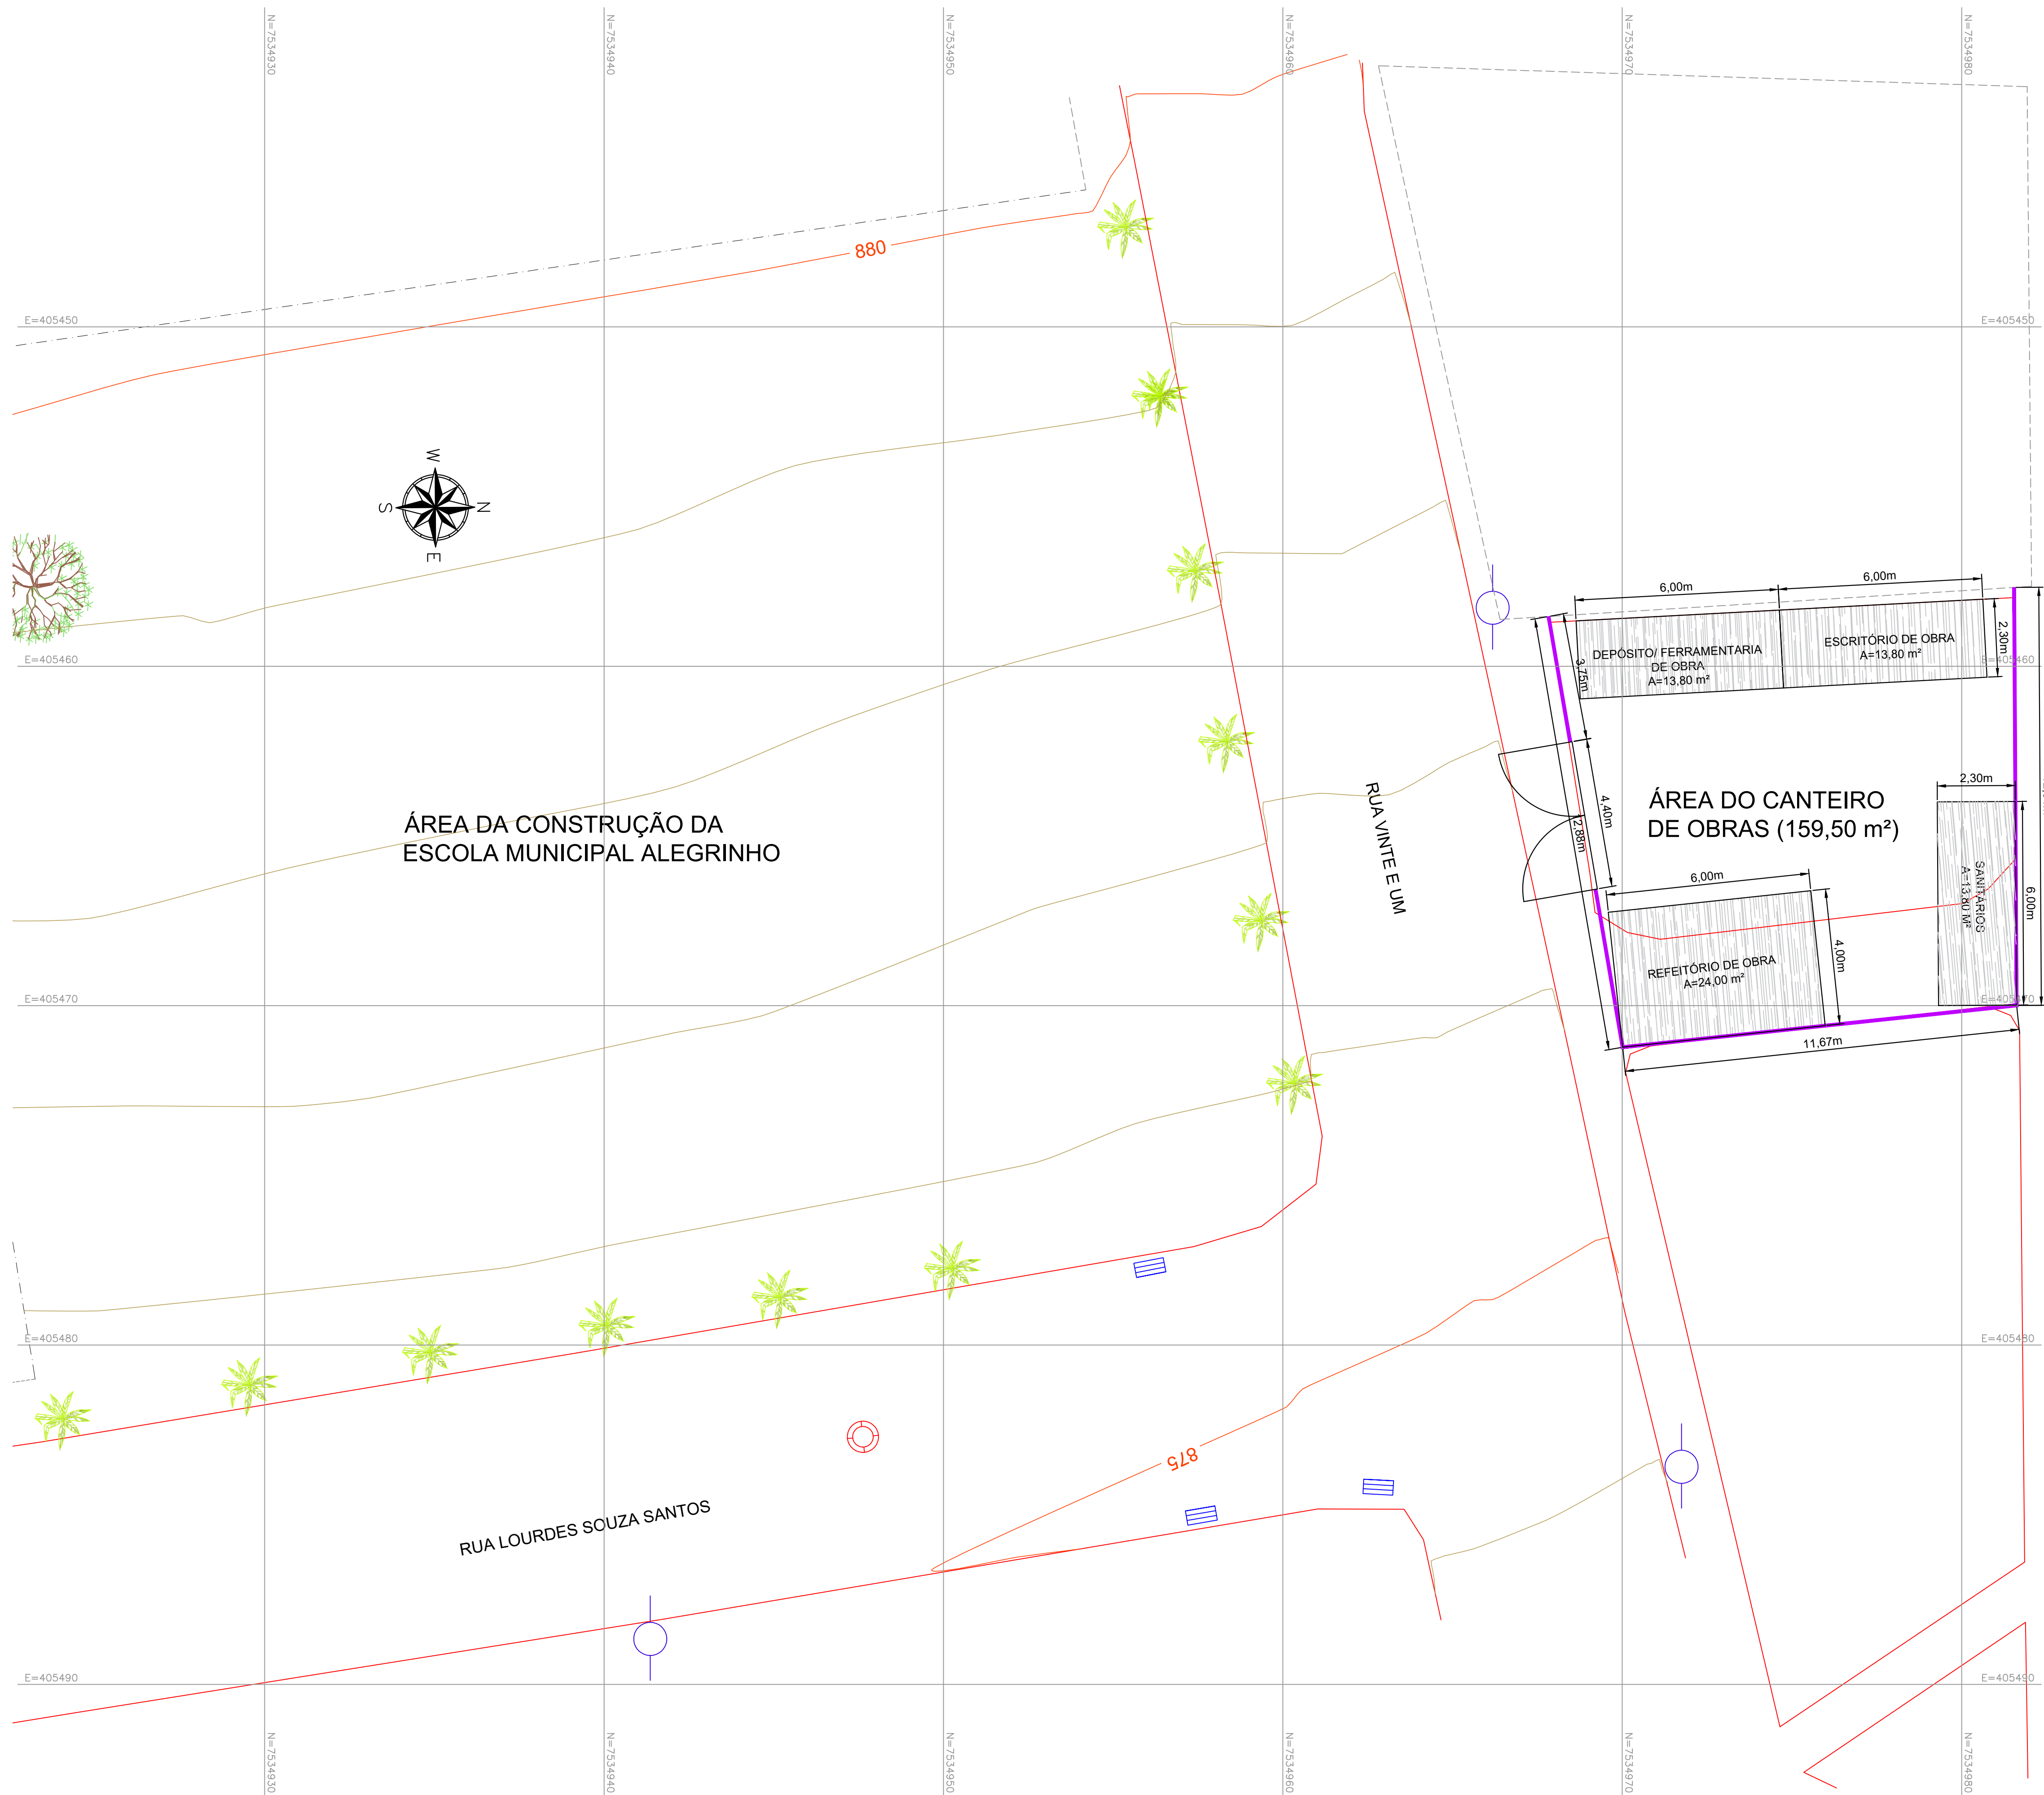 N=7534930
N=7534940
N=7534950
N=7534960
N=7534970
N=7534980
880
E=405450
E=405450
W
N
S
E
6,00m
6,00m
DEPÓSITO/ FERRAMENTARIA
DE OBRA
A=13,80 m²
ESCRITÓRIO DE OBRA
A=13,80 m²
2,30m
3,75m
E=405460
E=405460
2,30m
4,40m
12,88m
ÁREA DO CANTEIRO
DE OBRAS (159,50 m²)
ÁREA DA CONSTRUÇÃO DA
ESCOLA MUNICIPAL ALEGRINHO
RUA VINTE E UM
6,00m
SANITÁRIOS
A=13,80 M²
6,00m
4,00m
REFEITÓRIO DE OBRA
A=24,00 m²
E=405470
E=405470
11,67m
E=405480
E=405480
875
RUA LOURDES SOUZA SANTOS
E=405490
E=405490
N=7534930
N=7534940
N=7534950
N=7534960
N=7534970
N=7534980